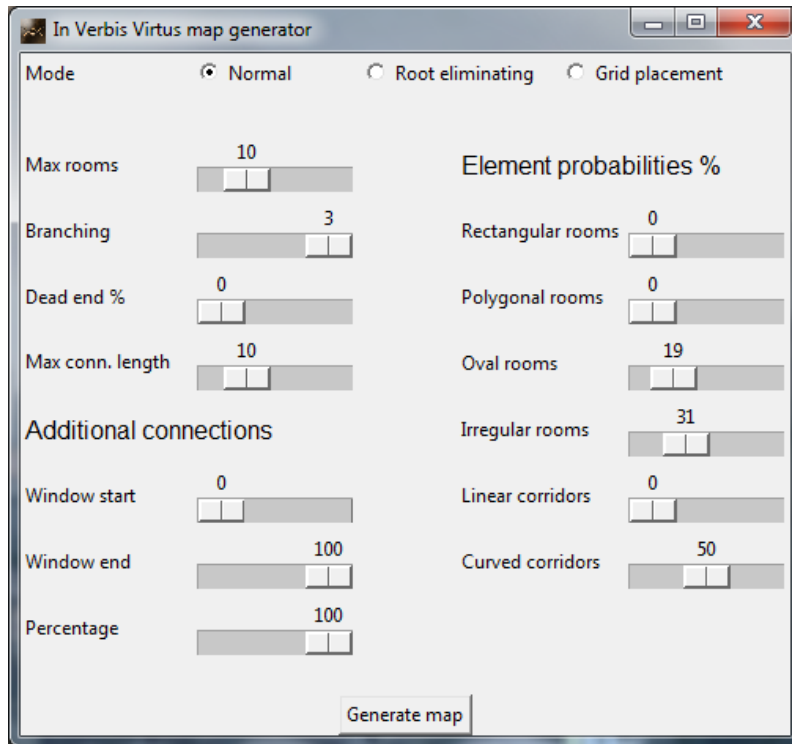 In Verbis Virtus map generator
Mode Normal Root eliminating Grid placement
Max rooms 10
Branching 3
Dead end % 0
Max conn. length 10
Additional connections
Window start 0
Window end 100
Percentage 100
Element probabilities %
Rectangular rooms 0
Polygonal rooms 0
Oval rooms 19
Irregular rooms 31
Linear corridors 0
Curved corridors 50
Generate map